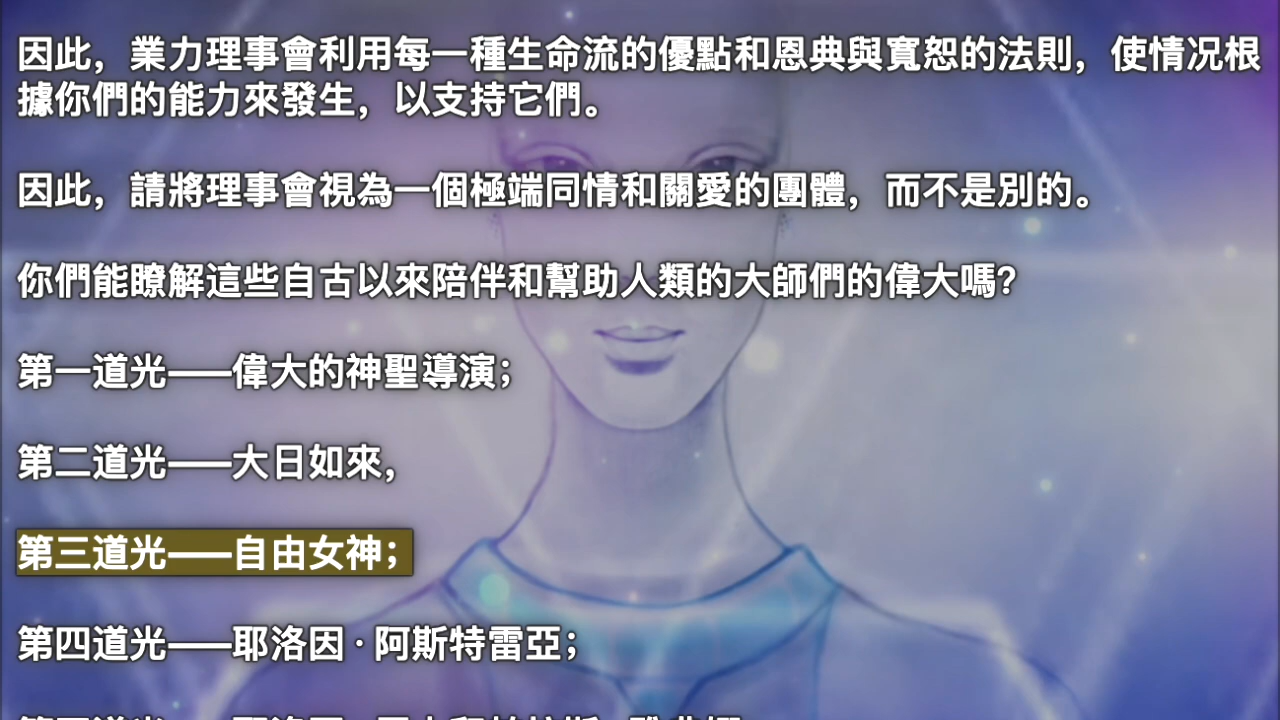 因此，業力理事會利用每一種生命流的優點和恩典與寬恕的法則，使情況根
據你們的能力來發生，以支持它們。
因此，請將理事會視為一個極端同情和關愛的團體，而不是別的。
你們能瞭解這些自古以來陪伴和幫助人類的大師們的偉大嗎？
第一道光——偉大的神聖導演；
第二道光——大日如來，
第三道光——自由女神；
第四道光——耶洛因·阿斯特雷亞；